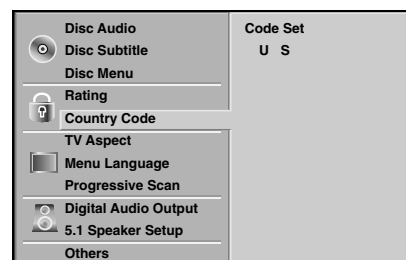 Disc Audio
Disc Subtitle
Disc Menu
Rating
Country Code
TV Aspect
Menu Language
Progressive Scan
Digital Audio Output
5.1 Speaker Setup
Others
Code Set
U S